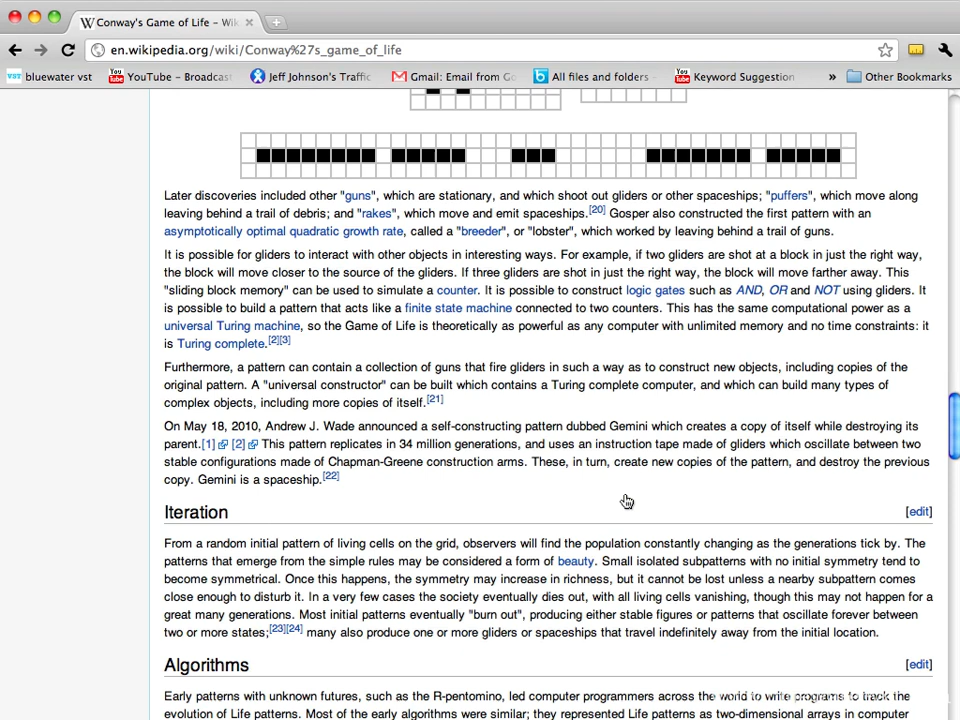 Conway's Game of Life – Wik
en.wikipedia.org/wiki/Conway%27s_game_of_life
VST bluewater vst You Tube YouTube – Broadcast Jeff Johnson's Traffic Gmail: Email from Go All files and folders You Tube Keyword Suggestion » Other Bookmarks
Later discoveries included other "guns", which are stationary, and which shoot out gliders or other spaceships; "puffers", which move along
leaving behind a trail of debris; and "rakes", which move and emit spaceships.[20] Gosper also constructed the first pattern with an
asymptotically optimal quadratic growth rate, called a "breeder", or "lobster", which worked by leaving behind a trail of guns.
It is possible for gliders to interact with other objects in interesting ways. For example, if two gliders are shot at a block in just the right way,
the block will move closer to the source of the gliders. If three gliders are shot in just the right way, the block will move farther away. This
"sliding block memory" can be used to simulate a counter. It is possible to construct logic gates such as AND, OR and NOT using gliders. It
is possible to build a pattern that acts like a finite state machine connected to two counters. This has the same computational power as a
universal Turing machine, so the Game of Life is theoretically as powerful as any computer with unlimited memory and no time constraints: it
is Turing complete.[2][3]
Furthermore, a pattern can contain a collection of guns that fire gliders in such a way as to construct new objects, including copies of the
original pattern. A "universal constructor" can be built which contains a Turing complete computer, and which can build many types of
complex objects, including more copies of itself.[21]
On May 18, 2010, Andrew J. Wade announced a self-constructing pattern dubbed Gemini which creates a copy of itself while destroying its
parent.[1] [2] This pattern replicates in 34 million generations, and uses an instruction tape made of gliders which oscillate between two
stable configurations made of Chapman-Greene construction arms. These, in turn, create new copies of the pattern, and destroy the previous
copy. Gemini is a spaceship.[22]
Iteration [edit]
From a random initial pattern of living cells on the grid, observers will find the population constantly changing as the generations tick by. The
patterns that emerge from the simple rules may be considered a form of beauty. Small isolated subpatterns with no initial symmetry tend to
become symmetrical. Once this happens, the symmetry may increase in richness, but it cannot be lost unless a nearby subpattern comes
close enough to disturb it. In a very few cases the society eventually dies out, with all living cells vanishing, though this may not happen for a
great many generations. Most initial patterns eventually "burn out", producing either stable figures or patterns that oscillate forever between
two or more states;[23][24] many also produce one or more gliders or spaceships that travel indefinitely away from the initial location.
Algorithms [edit]
Early patterns with unknown futures, such as the R-pentomino, led computer programmers across the world to write programs to track the
evolution of Life patterns. Most of the early algorithms were similar; they represented Life patterns as two-dimensional arrays in computer